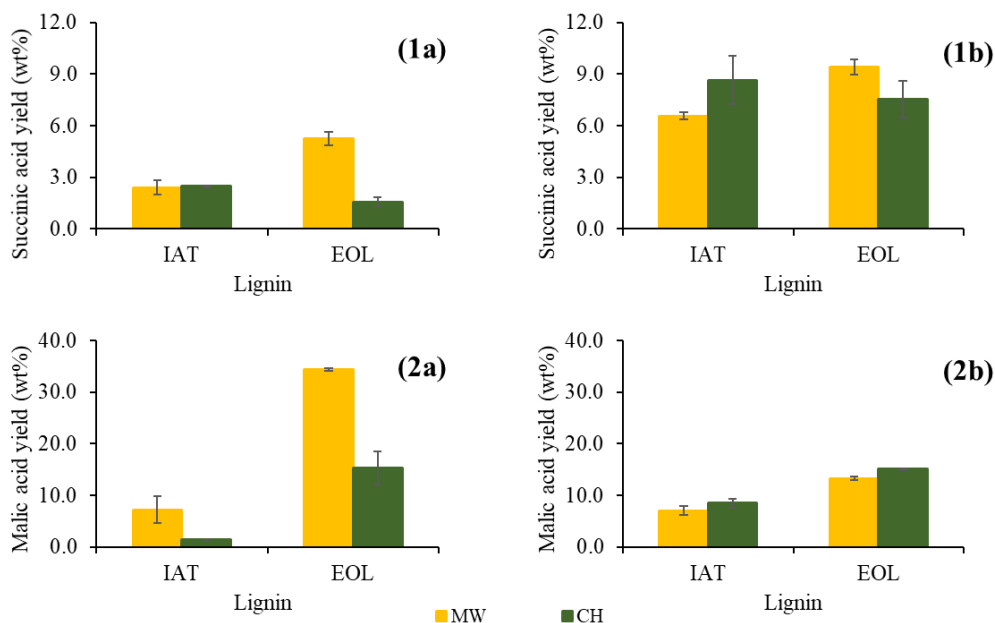 Succinic acid yield (wt%)
12.0
9.0
6.0
3.0
0.0
(1a)
IAT
EOL
Lignin
Succinic acid yield (wt%)
12.0
9.0
6.0
3.0
0.0
(1b)
IAT
EOL
Lignin
Malic acid yield (wt%)
40.0
30.0
20.0
10.0
0.0
(2a)
IAT
EOL
Lignin
Malic acid yield (wt%)
40.0
30.0
20.0
10.0
0.0
(2b)
IAT
EOL
Lignin
MW
CH